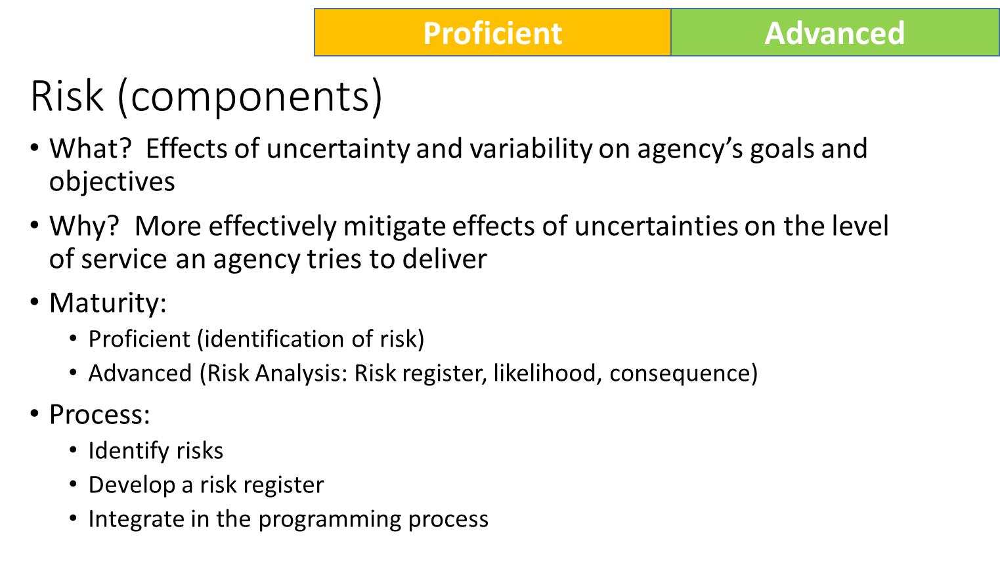 Proficient Advanced
Risk (components)
• What?  Effects of uncertainty and variability on agency’s goals and
objectives
• Why?  More effectively mitigate effects of uncertainties on the level
of service an agency tries to deliver
• Maturity:
• Proficient (identification of risk)
• Advanced (Risk Analysis: Risk register, likelihood, consequence)
• Process:
• Identify risks
• Develop a risk register
• Integrate in the programming process